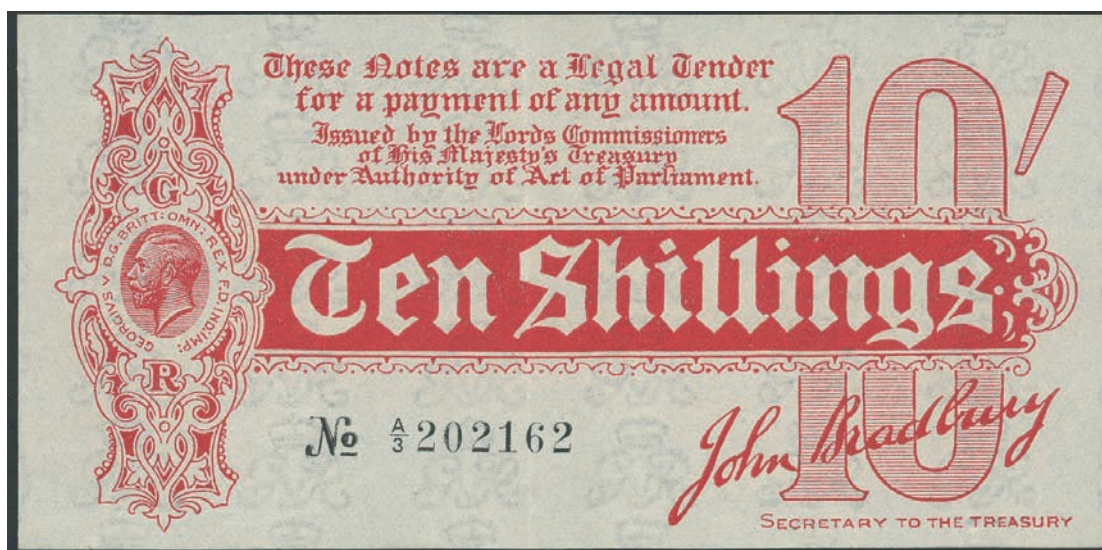 These Notes are a Legal Tender
for a payment of any amount.
Issued by the Lords Commissioners
of His Majesty's Treasury
under Authority of Act of Parliament.
10/
G
GEORGIVS V D.G. BRITT: OMN: REX F.D. IND: IMP:
Ten Shillings
R
10
№ A/3 202162
John Bradbury
SECRETARY TO THE TREASURY